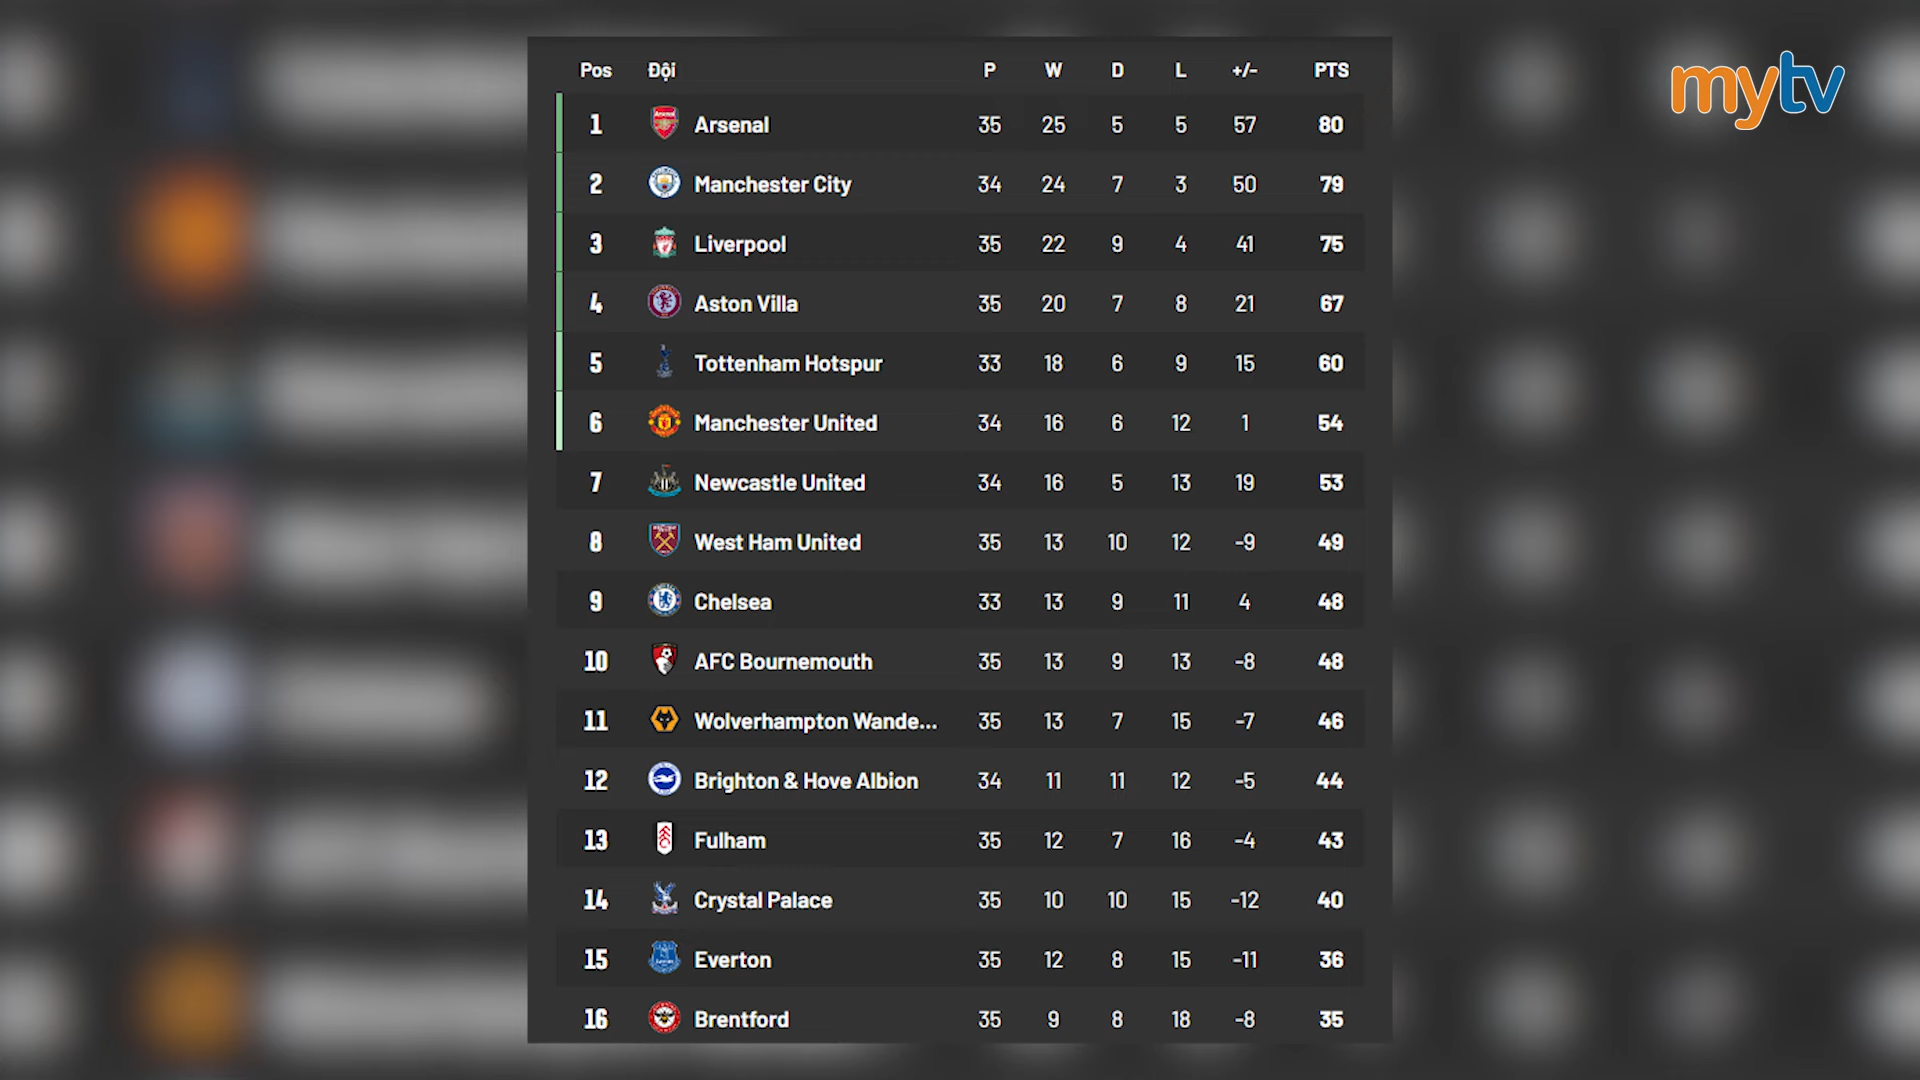 mytv
Pos Đội P W D L +/- PTS
1 Arsenal 35 25 5 5 57 80
2 Manchester City 34 24 7 3 50 79
3 Liverpool 35 22 9 4 41 75
4 Aston Villa 35 20 7 8 21 67
5 Tottenham Hotspur 33 18 6 9 15 60
6 Manchester United 34 16 6 12 1 54
7 Newcastle United 34 16 5 13 19 53
8 West Ham United 35 13 10 12 -9 49
9 Chelsea 33 13 9 11 4 48
10 AFC Bournemouth 35 13 9 13 -8 48
11 Wolverhampton Wande... 35 13 7 15 -7 46
12 Brighton & Hove Albion 34 11 11 12 -5 44
13 Fulham 35 12 7 16 -4 43
14 Crystal Palace 35 10 10 15 -12 40
15 Everton 35 12 8 15 -11 36
16 Brentford 35 9 8 18 -8 35